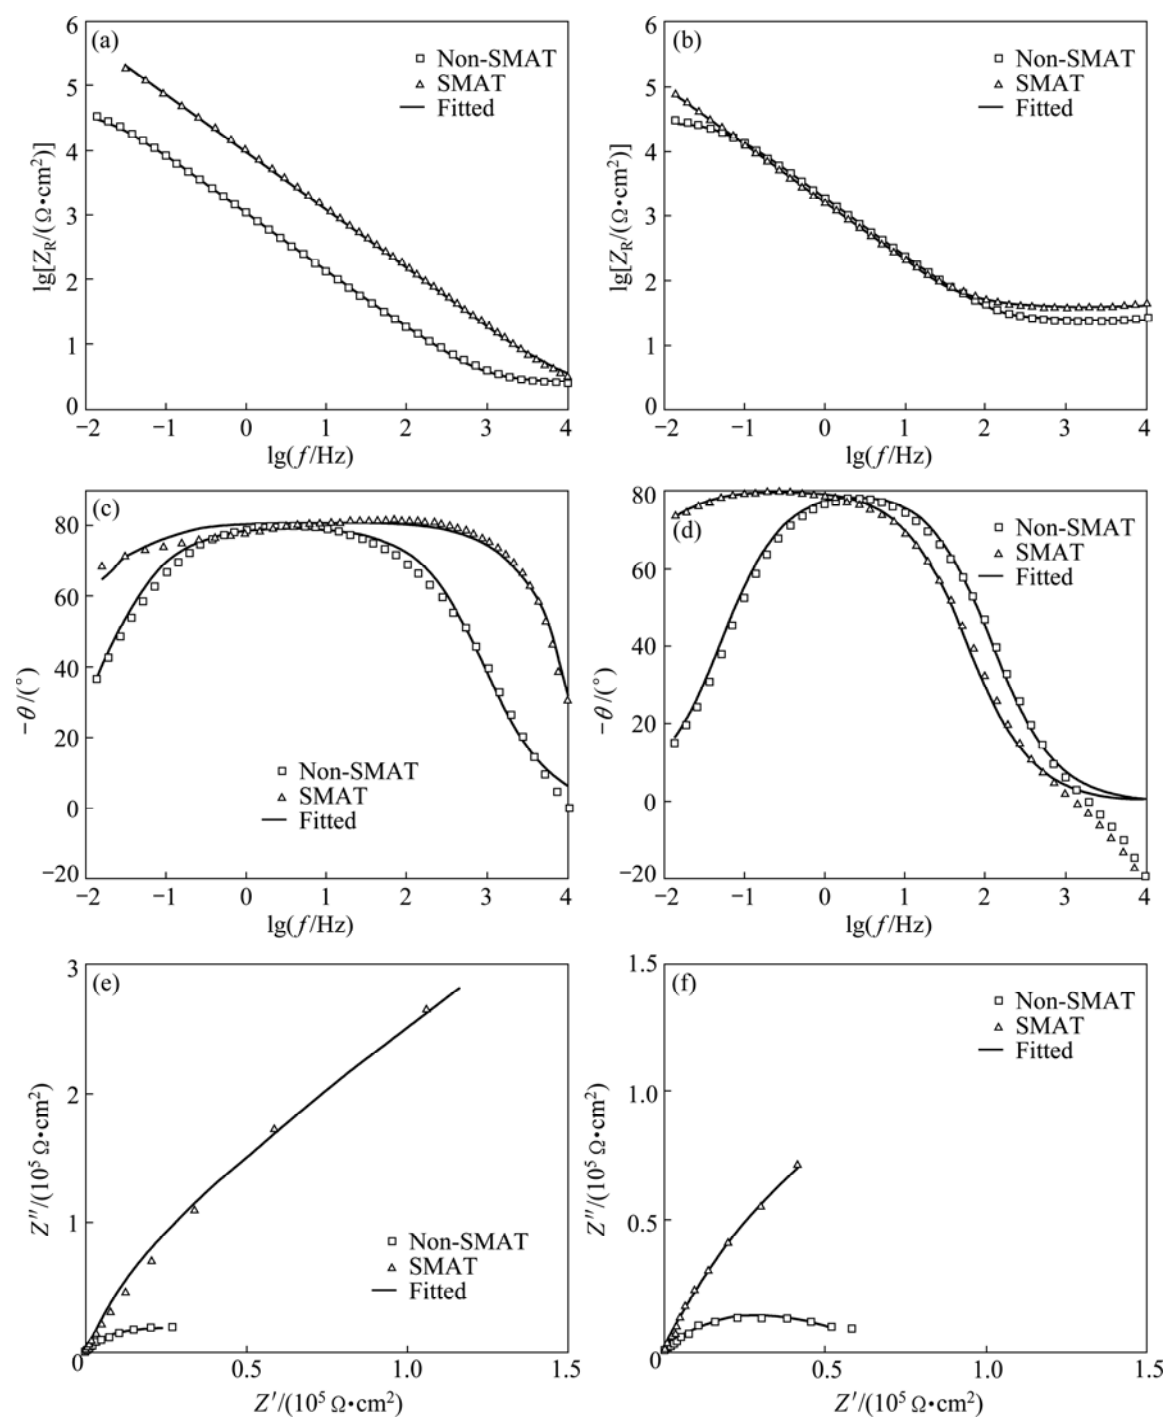 (a)
Non-SMAT
SMAT
Fitted
lg[Z_R/(Ω•cm²)]
6
5
4
3
2
1
0
−2 −1 0 1 2 3 4
lg(f/Hz)
(b)
Non-SMAT
SMAT
Fitted
lg[Z_R/(Ω•cm²)]
6
5
4
3
2
1
0
−2 −1 0 1 2 3 4
lg(f/Hz)
(c)
Non-SMAT
SMAT
Fitted
−θ/(°)
80
60
40
20
0
−20
−2 −1 0 1 2 3 4
lg(f/Hz)
(d)
Non-SMAT
SMAT
Fitted
−θ/(°)
80
60
40
20
0
−20
−2 −1 0 1 2 3 4
lg(f/Hz)
(e)
Non-SMAT
SMAT
Fitted
Z″/(10⁵ Ω•cm²)
3
2
1
0
0 0.5 1.0 1.5
Z′/(10⁵ Ω•cm²)
(f)
Non-SMAT
SMAT
Fitted
Z″/(10⁵ Ω•cm²)
1.5
1.0
0.5
0
0 0.5 1.0 1.5
Z′/(10⁵ Ω•cm²)